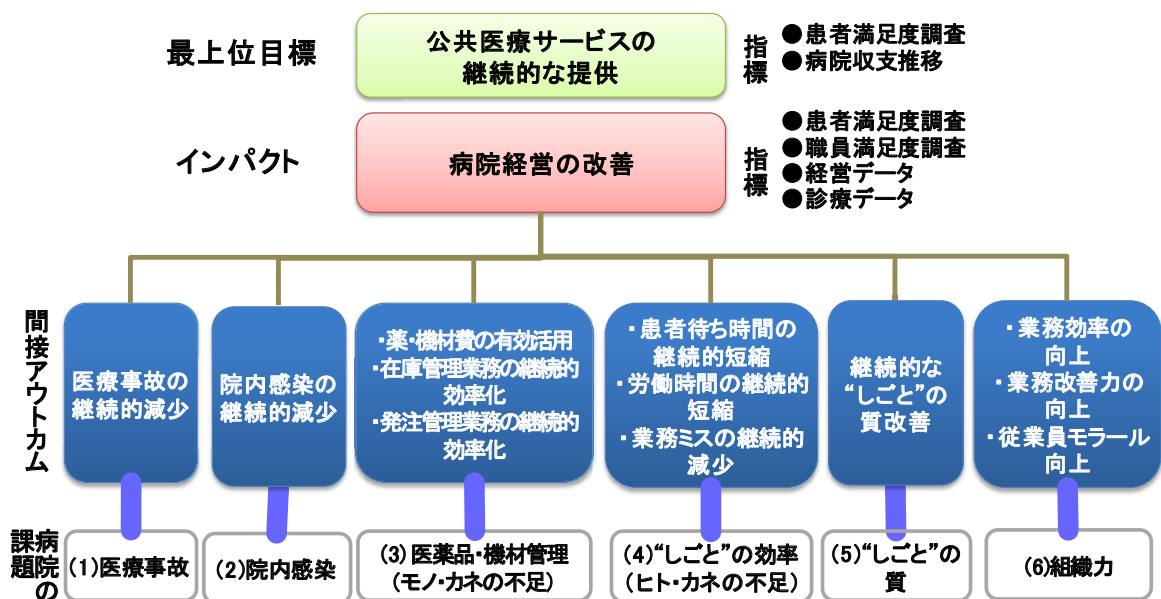 最上位目標
公共医療サービスの
継続的な提供
指標
●患者満足度調査
●病院収支推移
インパクト
病院経営の改善
指標
●患者満足度調査
●職員満足度調査
●経営データ
●診療データ
間接アウトカム
医療事故の
継続的減少
院内感染の
継続的減少
・薬・機材費の有効活用
・在庫管理業務の継続的
効率化
・発注管理業務の継続的
効率化
・患者待ち時間の
継続的短縮
・労働時間の継続的
短縮
・業務ミスの継続的
減少
継続的な
“しごと”の
質改善
・業務効率の
向上
・業務改善力の
向上
・従業員モラール
向上
病院の
課題
(1)医療事故
(2)院内感染
(3)医薬品・機材管理
(モノ・カネの不足)
(4)“しごと”の効率
(ヒト・カネの不足)
(5)“しごと”の
質
(6)組織力